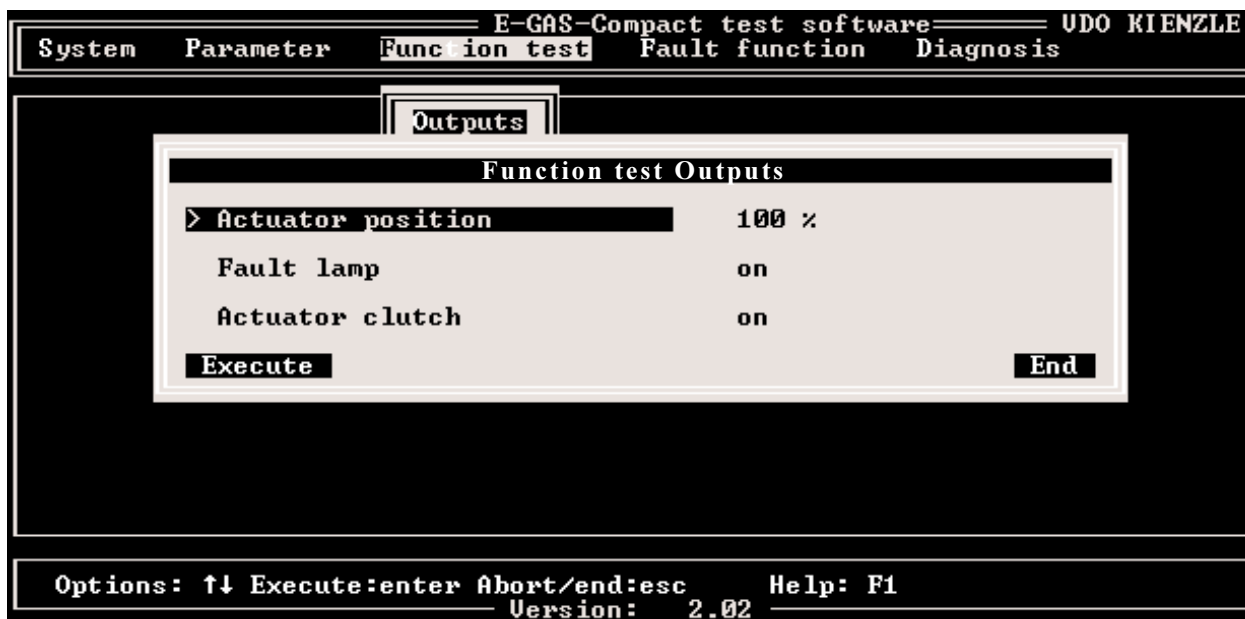 E-GAS-Compact test software VDO KIENZLE
System Parameter Function test Fault function Diagnosis
Outputs
Function test Outputs
> Actuator position 100 %
Fault lamp on
Actuator clutch on
Execute End
Options: ↑↓ Execute:enter Abort/end:esc Help: F1
Version: 2.02